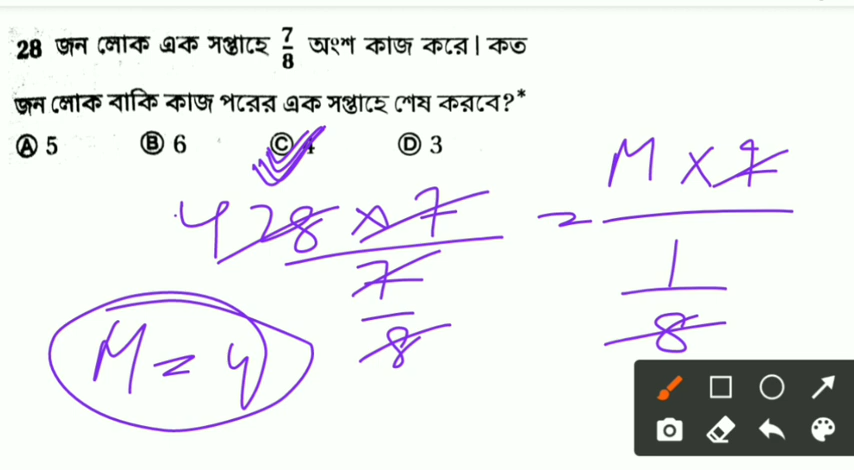 28 জন লোক এক সপ্তাহে 7/8 অংশ কাজ করে। কত
জন লোক বাকি কাজ পরের এক সপ্তাহে শেষ করবে?*
Ⓐ 5 Ⓑ 6 Ⓒ 4 Ⓓ 3
4 28 × 7 / 7/8 = M × 7 / 1/8
M = 4